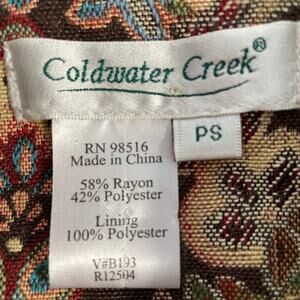 Coldwater Creek®
PS
RN 98516
Made in China
58% Rayon
42% Polyester
Lining
100% Polyester
V#B193
R12504